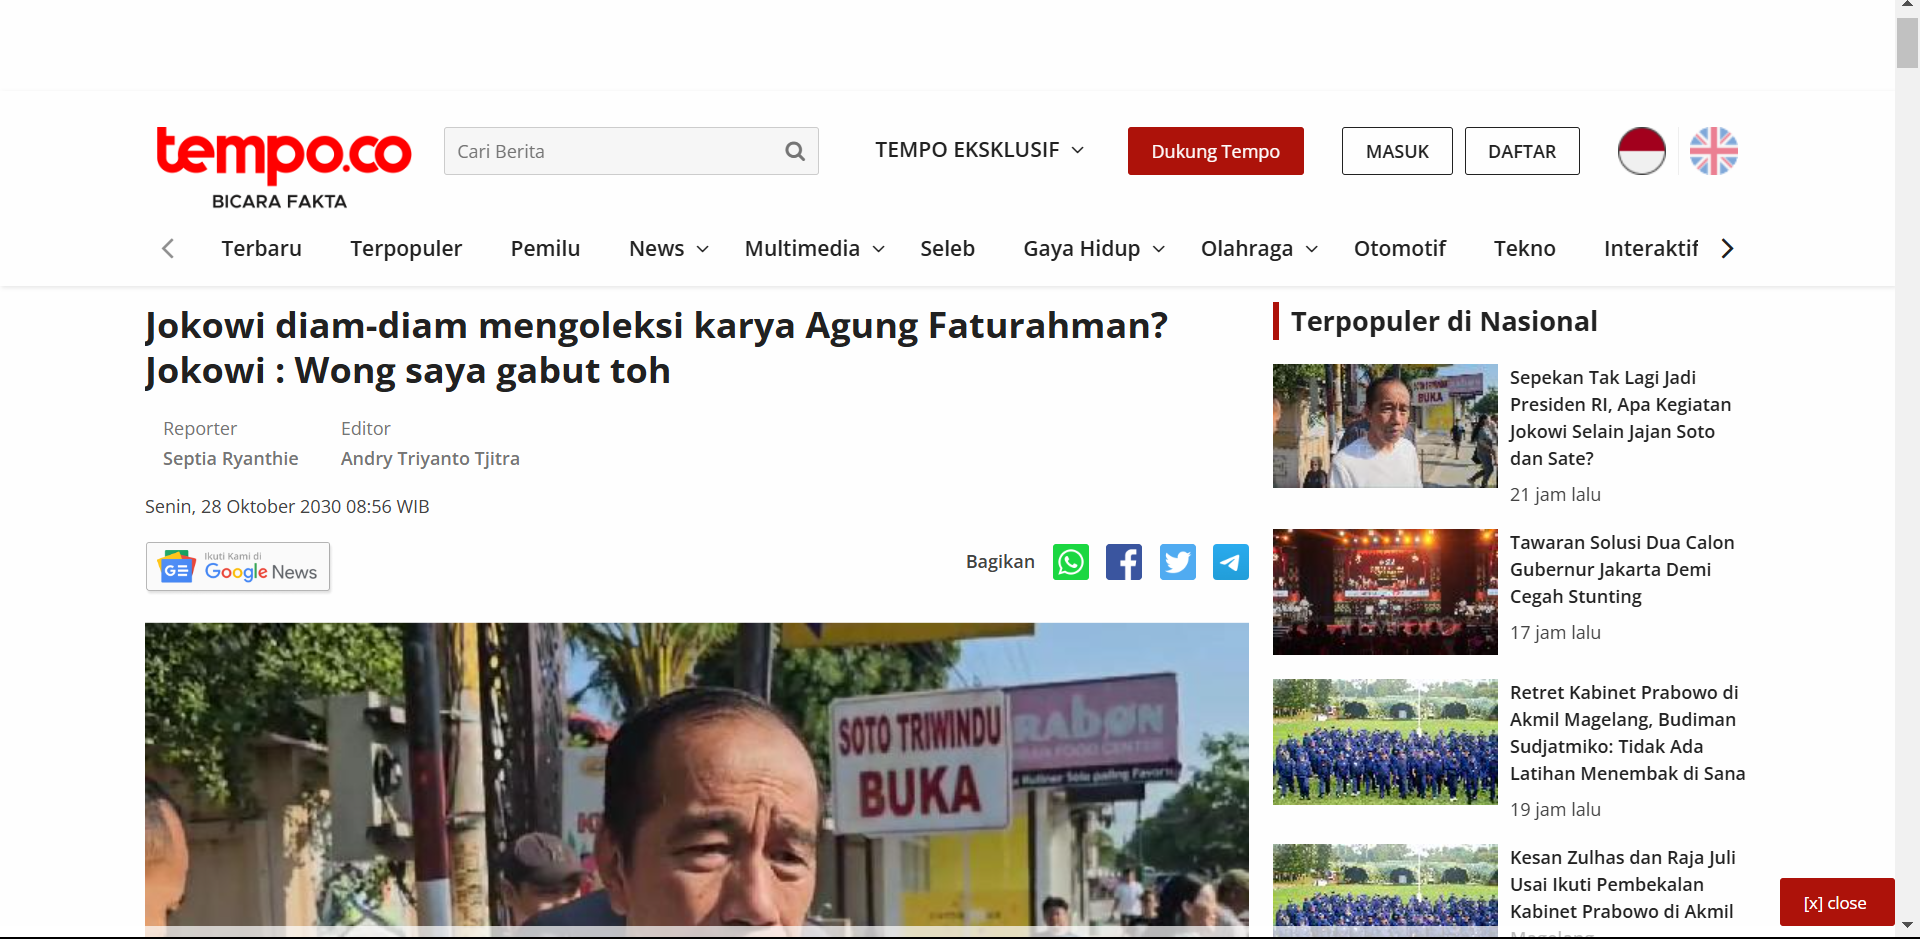 tempo.co
BICARA FAKTA
Cari Berita
TEMPO EKSKLUSIF
Dukung Tempo
MASUK
DAFTAR
Terbaru
Terpopuler
Pemilu
News
Multimedia
Seleb
Gaya Hidup
Olahraga
Otomotif
Tekno
Interaktif
Jokowi diam-diam mengoleksi karya Agung Faturahman?
Jokowi : Wong saya gabut toh
Reporter
Septia Ryanthie
Editor
Andry Triyanto Tjitra
Senin, 28 Oktober 2030 08:56 WIB
GE
Ikuti Kami di
Google News
Bagikan
SOTO TRIWINDU
BUKA
Terpopuler di Nasional
Sepekan Tak Lagi Jadi
Presiden RI, Apa Kegiatan
Jokowi Selain Jajan Soto
dan Sate?
21 jam lalu
Tawaran Solusi Dua Calon
Gubernur Jakarta Demi
Cegah Stunting
17 jam lalu
Retret Kabinet Prabowo di
Akmil Magelang, Budiman
Sudjatmiko: Tidak Ada
Latihan Menembak di Sana
19 jam lalu
Kesan Zulhas dan Raja Juli
Usai Ikuti Pembekalan
Kabinet Prabowo di Akmil
[x] close